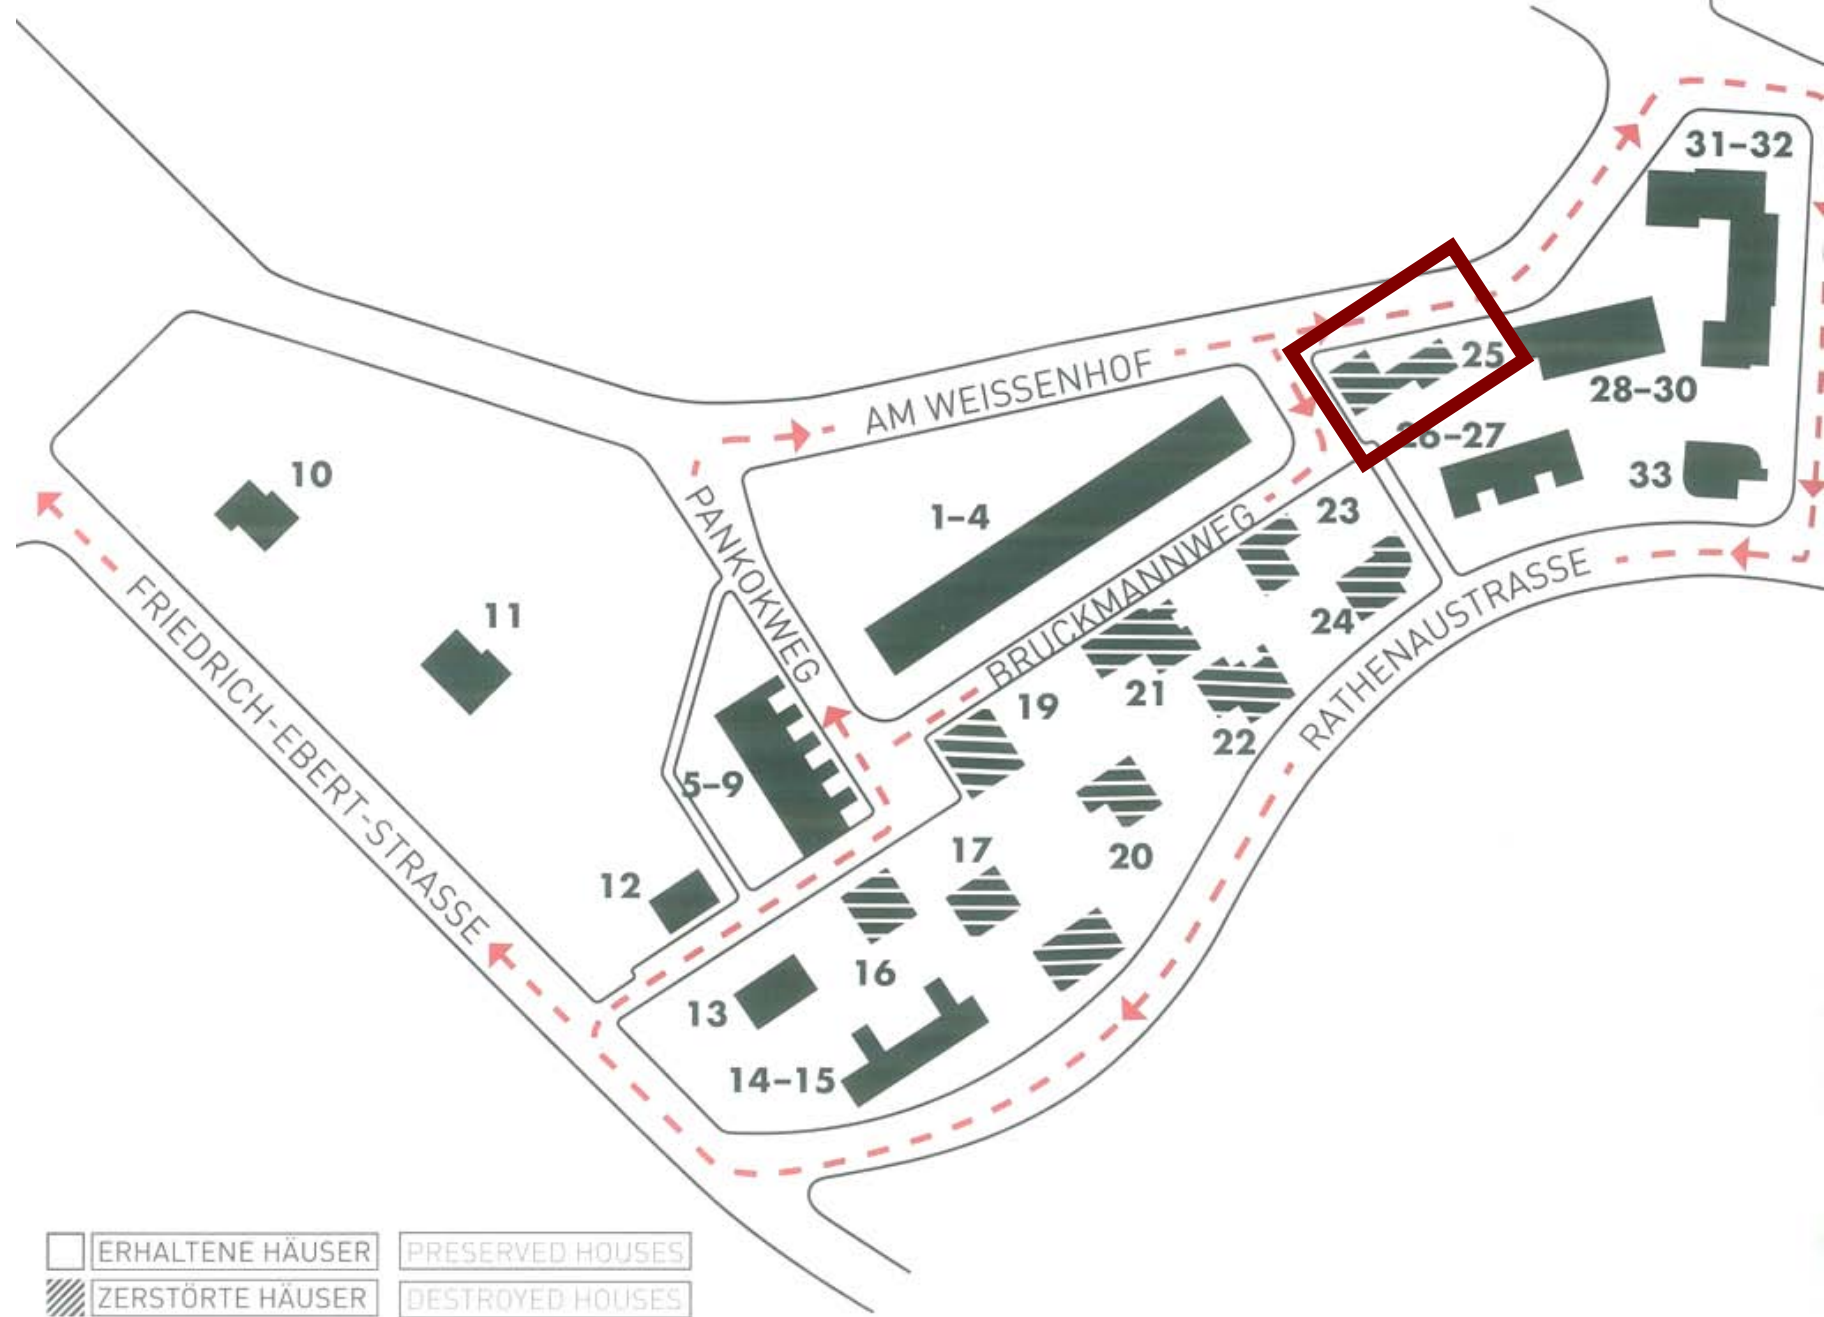 31–32
25
28–30
26–27
33
AM WEISSENHOF
10
1–4
23
PANKOKWEG
BRUCKMANNWEG
RATHENAUSTRASSE
24
FRIEDRICH-EBERT-STRASSE
11
21
19
22
5–9
17
20
12
16
13
14–15
ERHALTENE HÄUSER PRESERVED HOUSES
ZERSTÖRTE HÄUSER DESTROYED HOUSES